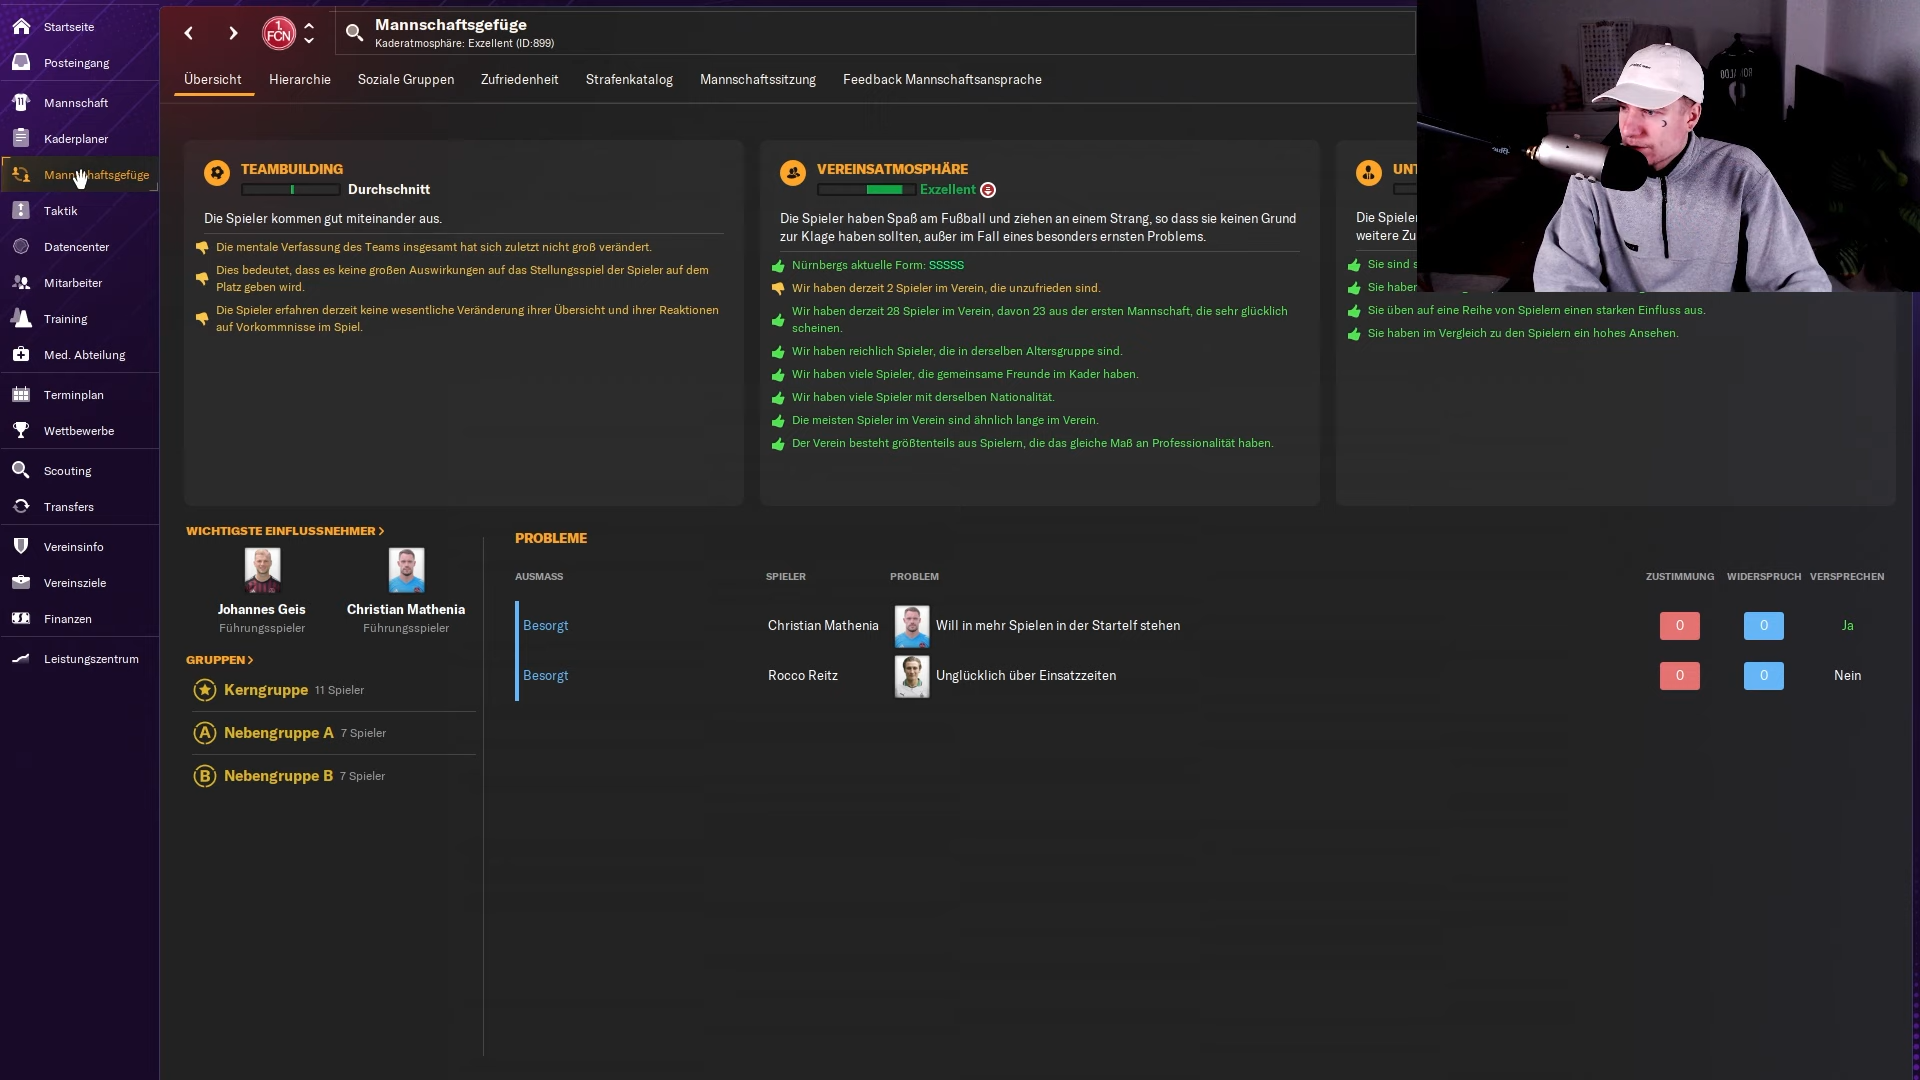 Startseite
Posteingang
Mannschaft
Kaderplaner
Mannschaftsgefüge
Taktik
Datencenter
Mitarbeiter
Training
Med. Abteilung
Terminplan
Wettbewerbe
Scouting
Transfers
Vereinsinfo
Vereinsziele
Finanzen
Leistungszentrum
1. FCN
Mannschaftsgefüge
Kaderatmosphäre: Exzellent (ID:899)
Übersicht
Hierarchie
Soziale Gruppen
Zufriedenheit
Strafenkatalog
Mannschaftssitzung
Feedback Mannschaftsansprache
TEAMBUILDING
Durchschnitt
Die Spieler kommen gut miteinander aus.
Die mentale Verfassung des Teams insgesamt hat sich zuletzt nicht groß verändert.
Dies bedeutet, dass es keine großen Auswirkungen auf das Stellungsspiel der Spieler auf dem
Platz geben wird.
Die Spieler erfahren derzeit keine wesentliche Veränderung ihrer Übersicht und ihrer Reaktionen
auf Vorkommnisse im Spiel.
VEREINSATMOSPHÄRE
Exzellent
Die Spieler haben Spaß am Fußball und ziehen an einem Strang, so dass sie keinen Grund
zur Klage haben sollten, außer im Fall eines besonders ernsten Problems.
Nürnbergs aktuelle Form: SSSSS
Wir haben derzeit 2 Spieler im Verein, die unzufrieden sind.
Wir haben derzeit 28 Spieler im Verein, davon 23 aus der ersten Mannschaft, die sehr glücklich
scheinen.
Wir haben reichlich Spieler, die in derselben Altersgruppe sind.
Wir haben viele Spieler, die gemeinsame Freunde im Kader haben.
Wir haben viele Spieler mit derselben Nationalität.
Die meisten Spieler im Verein sind ähnlich lange im Verein.
Der Verein besteht größtenteils aus Spielern, die das gleiche Maß an Professionalität haben.
UNT
Die Spieler
weitere Zu
Sie sind s
Sie haben
Sie üben auf eine Reihe von Spielern einen starken Einfluss aus.
Sie haben im Vergleich zu den Spielern ein hohes Ansehen.
WICHTIGSTE EINFLUSSNEHMER >
Johannes Geis
Führungsspieler
Christian Mathenia
Führungsspieler
GRUPPEN >
Kerngruppe 11 Spieler
A Nebengruppe A 7 Spieler
B Nebengruppe B 7 Spieler
PROBLEME
AUSMASS SPIELER PROBLEM ZUSTIMMUNG WIDERSPRUCH VERSPRECHEN
Besorgt Christian Mathenia Will in mehr Spielen in der Startelf stehen 0 0 Ja
Besorgt Rocco Reitz Unglücklich über Einsatzzeiten 0 0 Nein